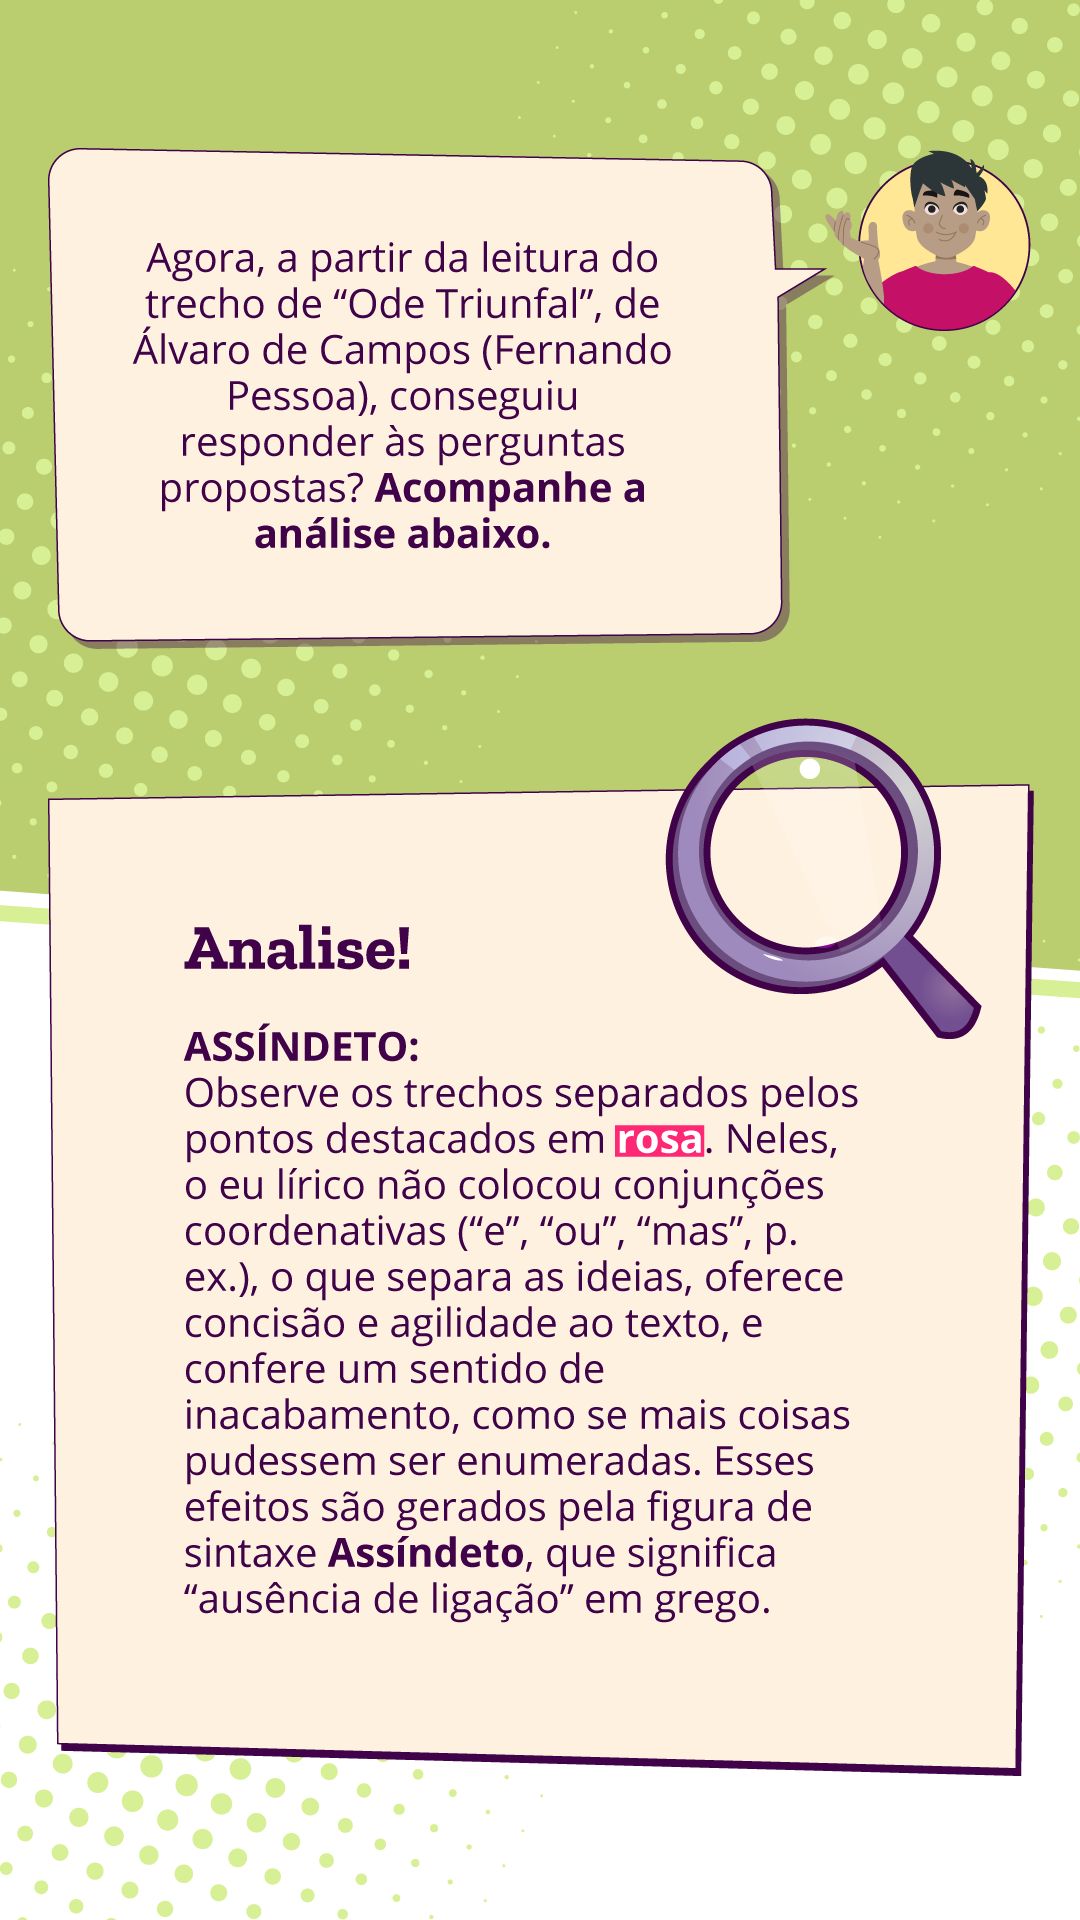 Agora, a partir da leitura do
trecho de “Ode Triunfal”, de
Álvaro de Campos (Fernando
Pessoa), conseguiu
responder às perguntas
propostas? Acompanhe a
análise abaixo.
Analise!
ASSÍNDETO:
Observe os trechos separados pelos
pontos destacados em rosa. Neles,
o eu lírico não colocou conjunções
coordenativas (“e”, “ou”, “mas”, p.
ex.), o que separa as ideias, oferece
concisão e agilidade ao texto, e
confere um sentido de
inacabamento, como se mais coisas
pudessem ser enumeradas. Esses
efeitos são gerados pela figura de
sintaxe Assíndeto, que significa
“ausência de ligação” em grego.